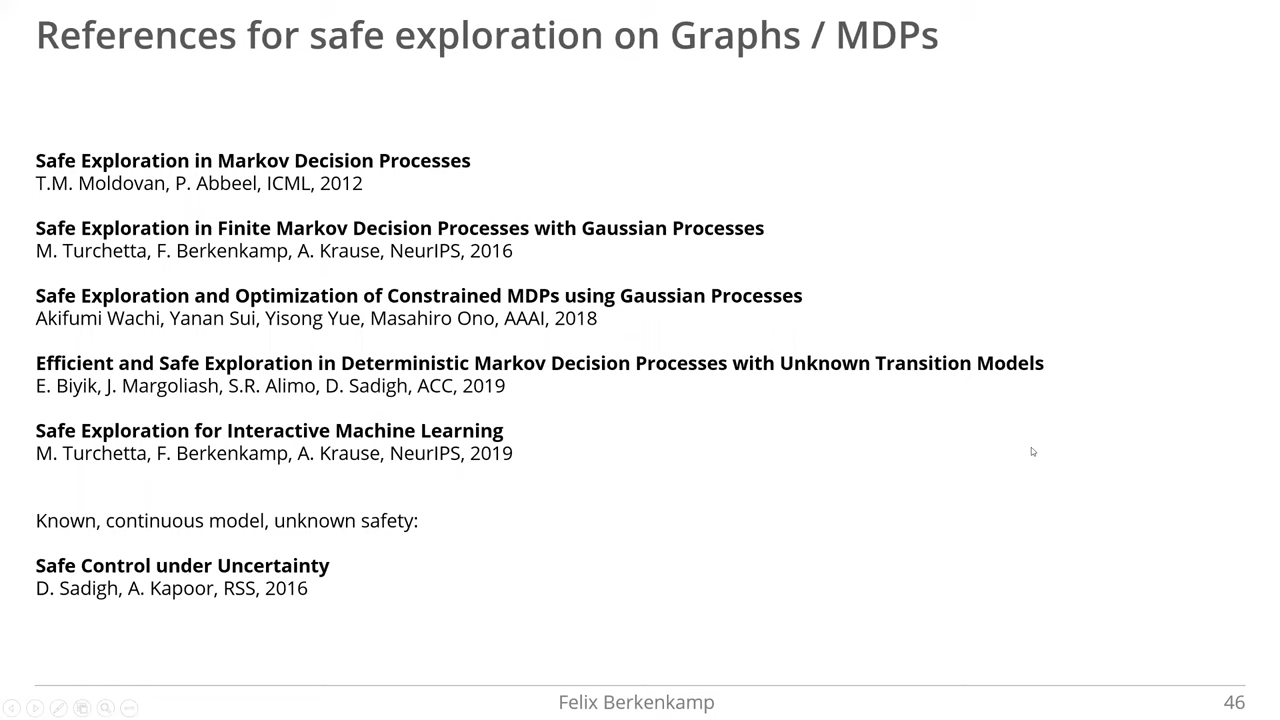 References for safe exploration on Graphs / MDPs
Safe Exploration in Markov Decision Processes
T.M. Moldovan, P. Abbeel, ICML, 2012
Safe Exploration in Finite Markov Decision Processes with Gaussian Processes
M. Turchetta, F. Berkenkamp, A. Krause, NeurIPS, 2016
Safe Exploration and Optimization of Constrained MDPs using Gaussian Processes
Akifumi Wachi, Yanan Sui, Yisong Yue, Masahiro Ono, AAAI, 2018
Efficient and Safe Exploration in Deterministic Markov Decision Processes with Unknown Transition Models
E. Biyik, J. Margoliash, S.R. Alimo, D. Sadigh, ACC, 2019
Safe Exploration for Interactive Machine Learning
M. Turchetta, F. Berkenkamp, A. Krause, NeurIPS, 2019
Known, continuous model, unknown safety:
Safe Control under Uncertainty
D. Sadigh, A. Kapoor, RSS, 2016
Felix Berkenkamp
46